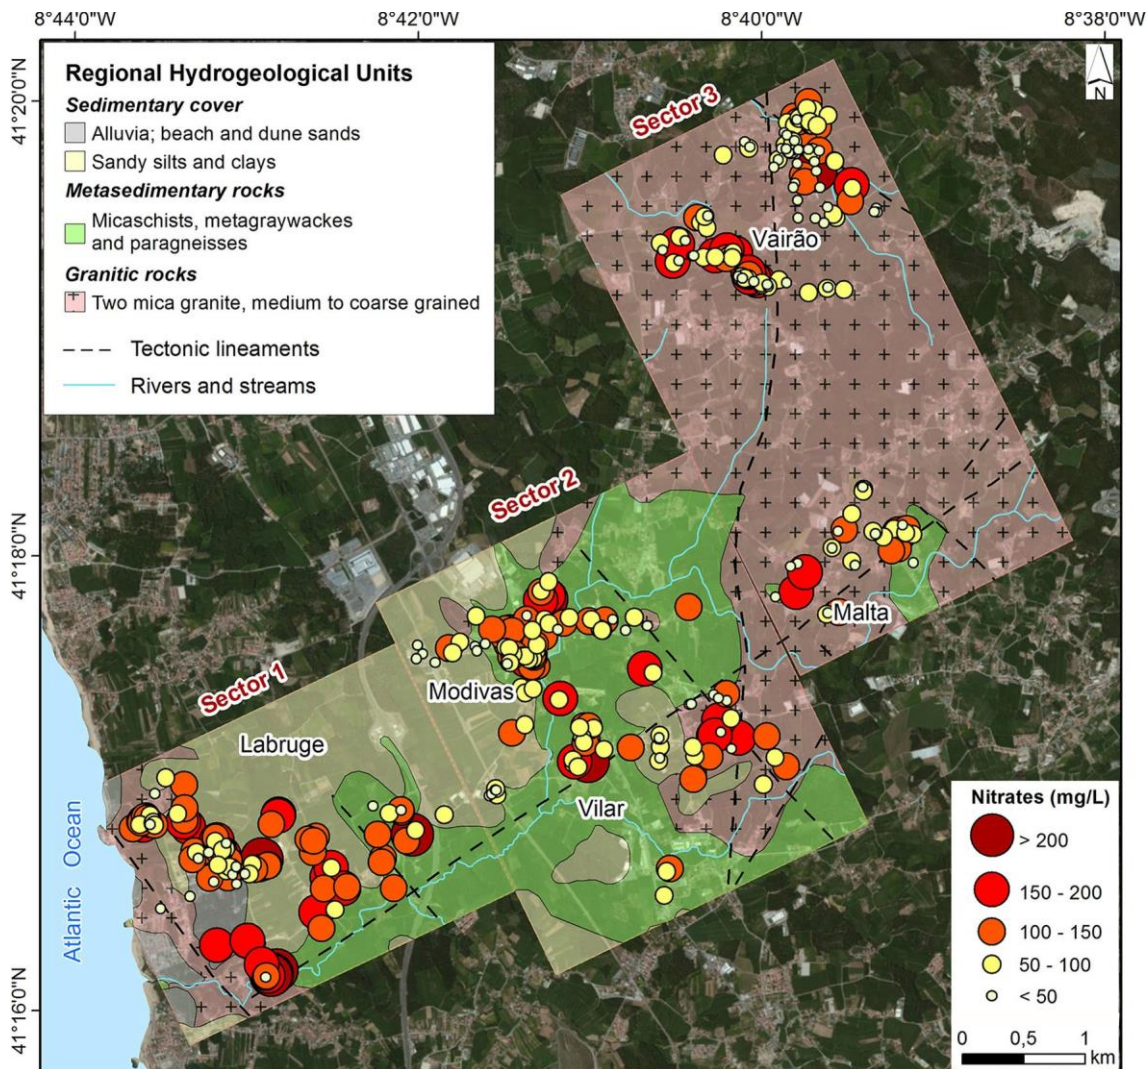 8°44'0"W
8°42'0"W
8°40'0"W
8°38'0"W
41°20'0"N
41°18'0"N
41°16'0"N
N
Regional Hydrogeological Units
Sedimentary cover
Alluvia; beach and dune sands
Sandy silts and clays
Metasedimentary rocks
Micaschists, metagraywackes
and paragneisses
Granitic rocks
Two mica granite, medium to coarse grained
Tectonic lineaments
Rivers and streams
Sector 3
Vairão
Sector 2
Malta
Modivas
Sector 1
Labruge
Vilar
Atlantic Ocean
Nitrates (mg/L)
> 200
150 - 200
100 - 150
50 - 100
< 50
0 0,5 1
km